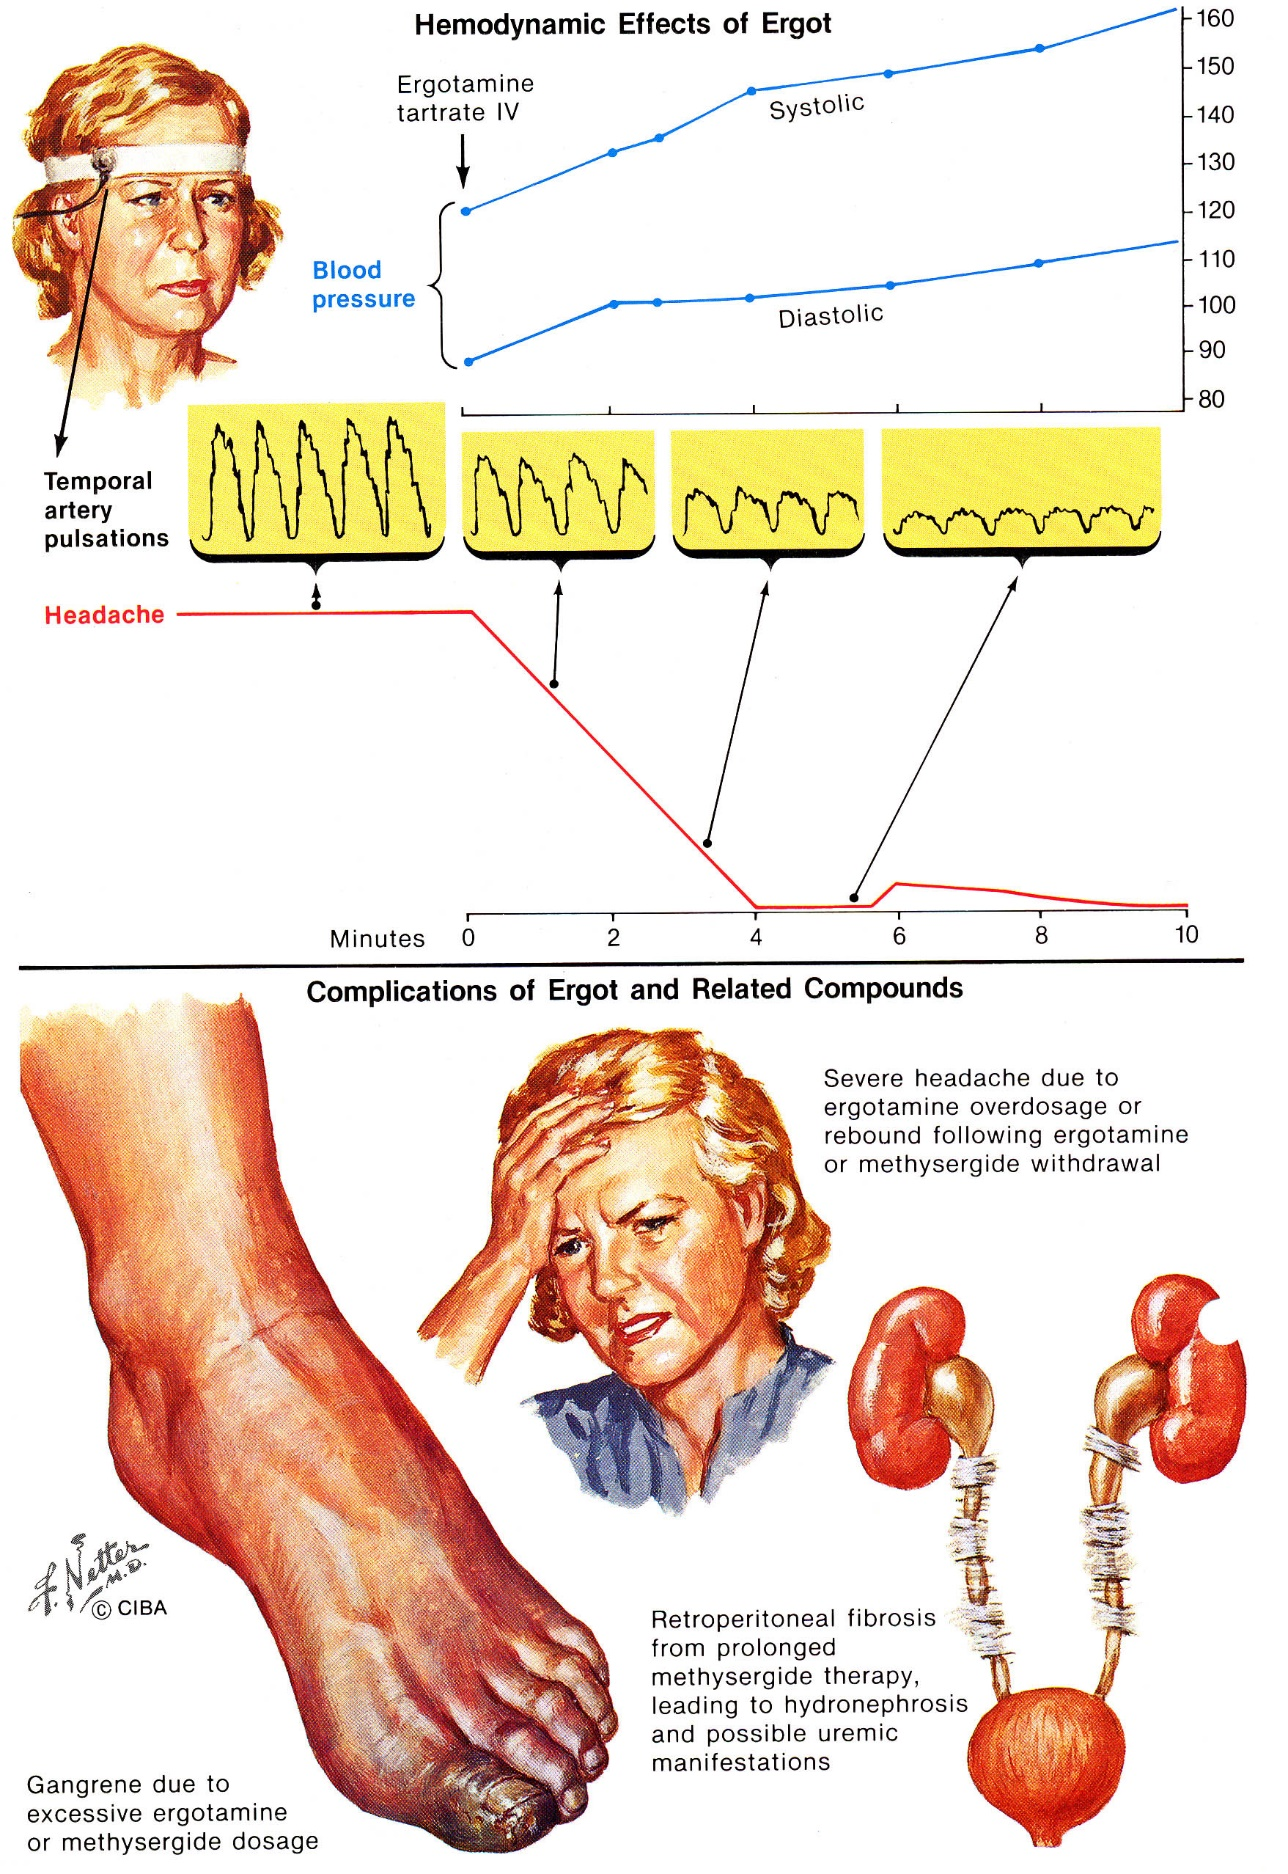 Hemodynamic Effects of Ergot
Ergotamine
tartrate IV
Systolic
Diastolic
Blood
pressure
160
150
140
130
120
110
100
90
80
Temporal
artery
pulsations
Headache
Minutes 0 2 4 6 8 10
Complications of Ergot and Related Compounds
Severe headache due to
ergotamine overdosage or
rebound following ergotamine
or methysergide withdrawal
F. Netter
M.D.
© CIBA
Retroperitoneal fibrosis
from prolonged
methysergide therapy,
leading to hydronephrosis
and possible uremic
manifestations
Gangrene due to
excessive ergotamine
or methysergide dosage